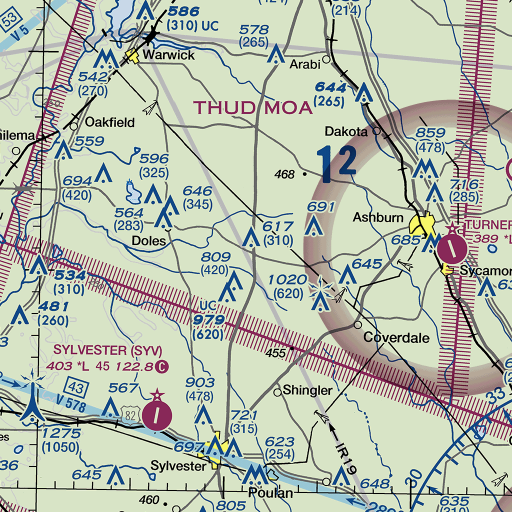 V 5
586
(310) UC
578
(265)
(214)
Warwick
Arabi
542
(270)
THUD MOA
644
(265)
Oakfield
Dakota
859
(478)
559
12
596
(325)
468
694
(420)
646
(345)
716
(285)
564
(283)
691
Ashburn
TURNER
389 *L
Doles
617
(310)
685
809
(420)
645
Sycamore
534
(310)
1020
(620)
481
(260)
UC
979
(620)
Coverdale
SYLVESTER (SYV)
403 *L 45 122.8 C
455
43
V 578
567
903
(478)
Shingler
33
82
721
(315)
1275
(1050)
697
623
(254)
IR19
Sylvester
645
648
Poulan
289
460
805
635
(310)